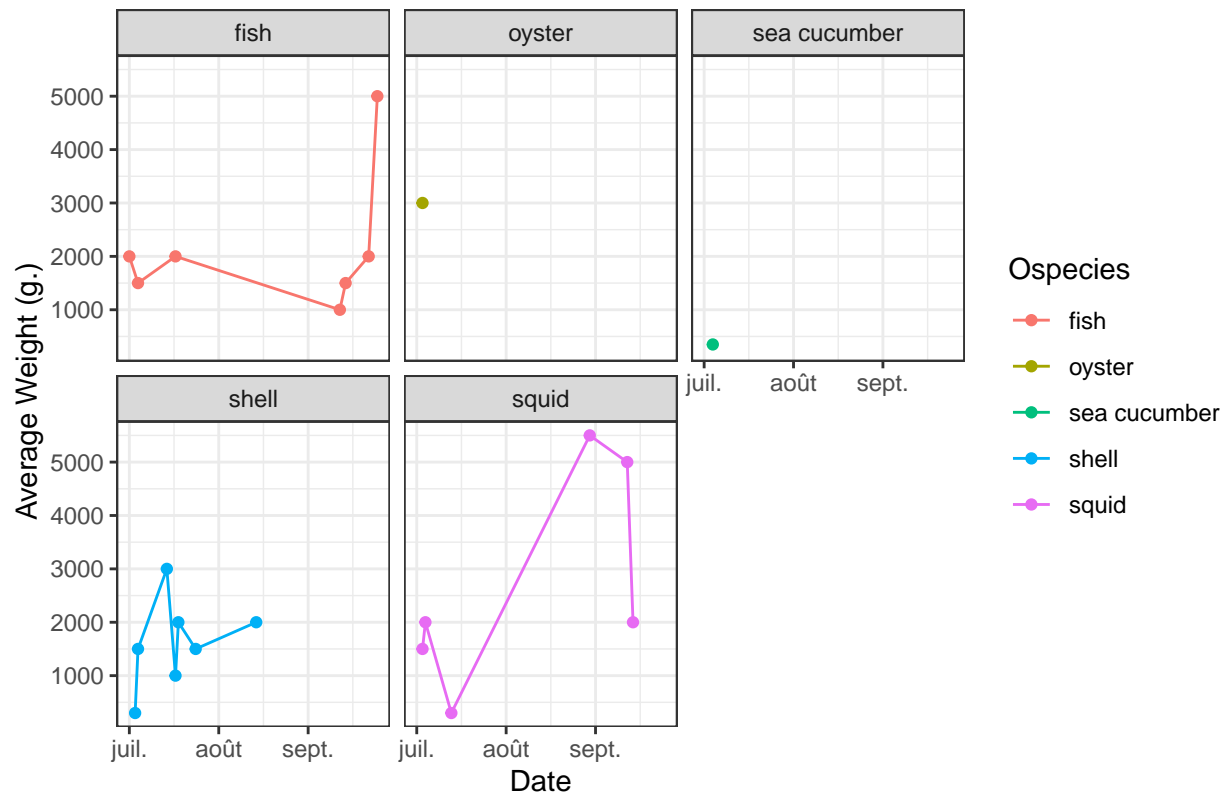 fish
oyster
sea cucumber
5000
4000
3000
2000
1000
juil.
août
sept.
shell
squid
5000
4000
3000
2000
1000
juil.
août
sept.
juil.
août
sept.
Average Weight (g.)
Date
Ospecies
fish
oyster
sea cucumber
shell
squid